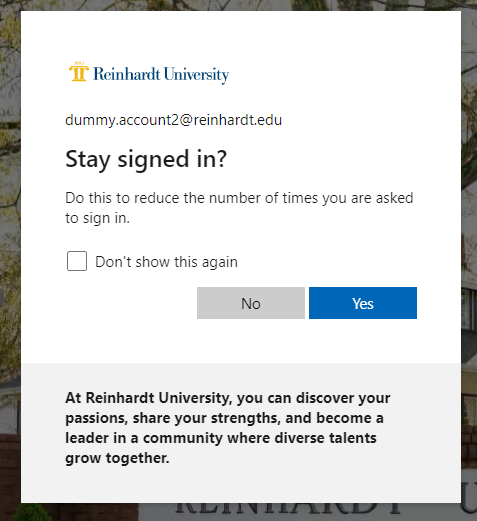 Reinhardt University
dummy.account2@reinhardt.edu
Stay signed in?
Do this to reduce the number of times you are asked
to sign in.
Don't show this again
No
Yes
At Reinhardt University, you can discover your
passions, share your strengths, and become a
leader in a community where diverse talents
grow together.
REINHARDT U